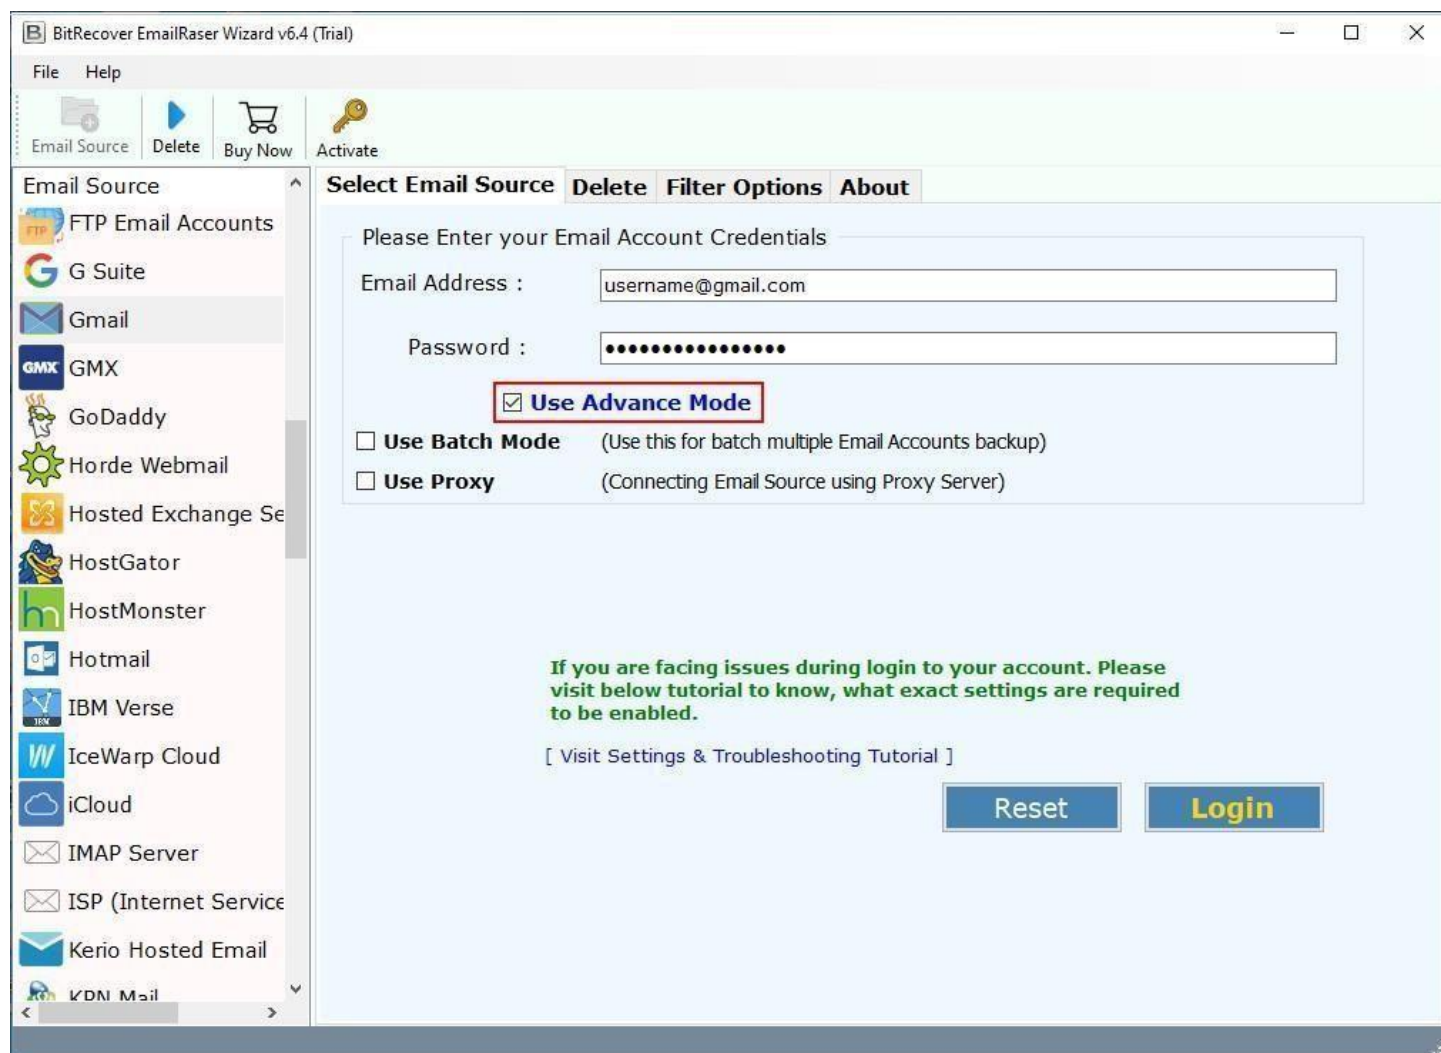 BitRecover EmailRaser Wizard v6.4 (Trial)
File Help
Email Source Delete Buy Now Activate
Email Source
FTP Email Accounts
G Suite
Gmail
GMX GMX
GoDaddy
Horde Webmail
Hosted Exchange Se
HostGator
HostMonster
Hotmail
IBM Verse
IceWarp Cloud
iCloud
IMAP Server
ISP (Internet Service
Kerio Hosted Email
KPN Mail
Select Email Source Delete Filter Options About
Please Enter your Email Account Credentials
Email Address : username@gmail.com
Password : ••••••••••••••••
Use Advance Mode
Use Batch Mode (Use this for batch multiple Email Accounts backup)
Use Proxy (Connecting Email Source using Proxy Server)
If you are facing issues during login to your account. Please
visit below tutorial to know, what exact settings are required
to be enabled.
[ Visit Settings & Troubleshooting Tutorial ]
Reset Login